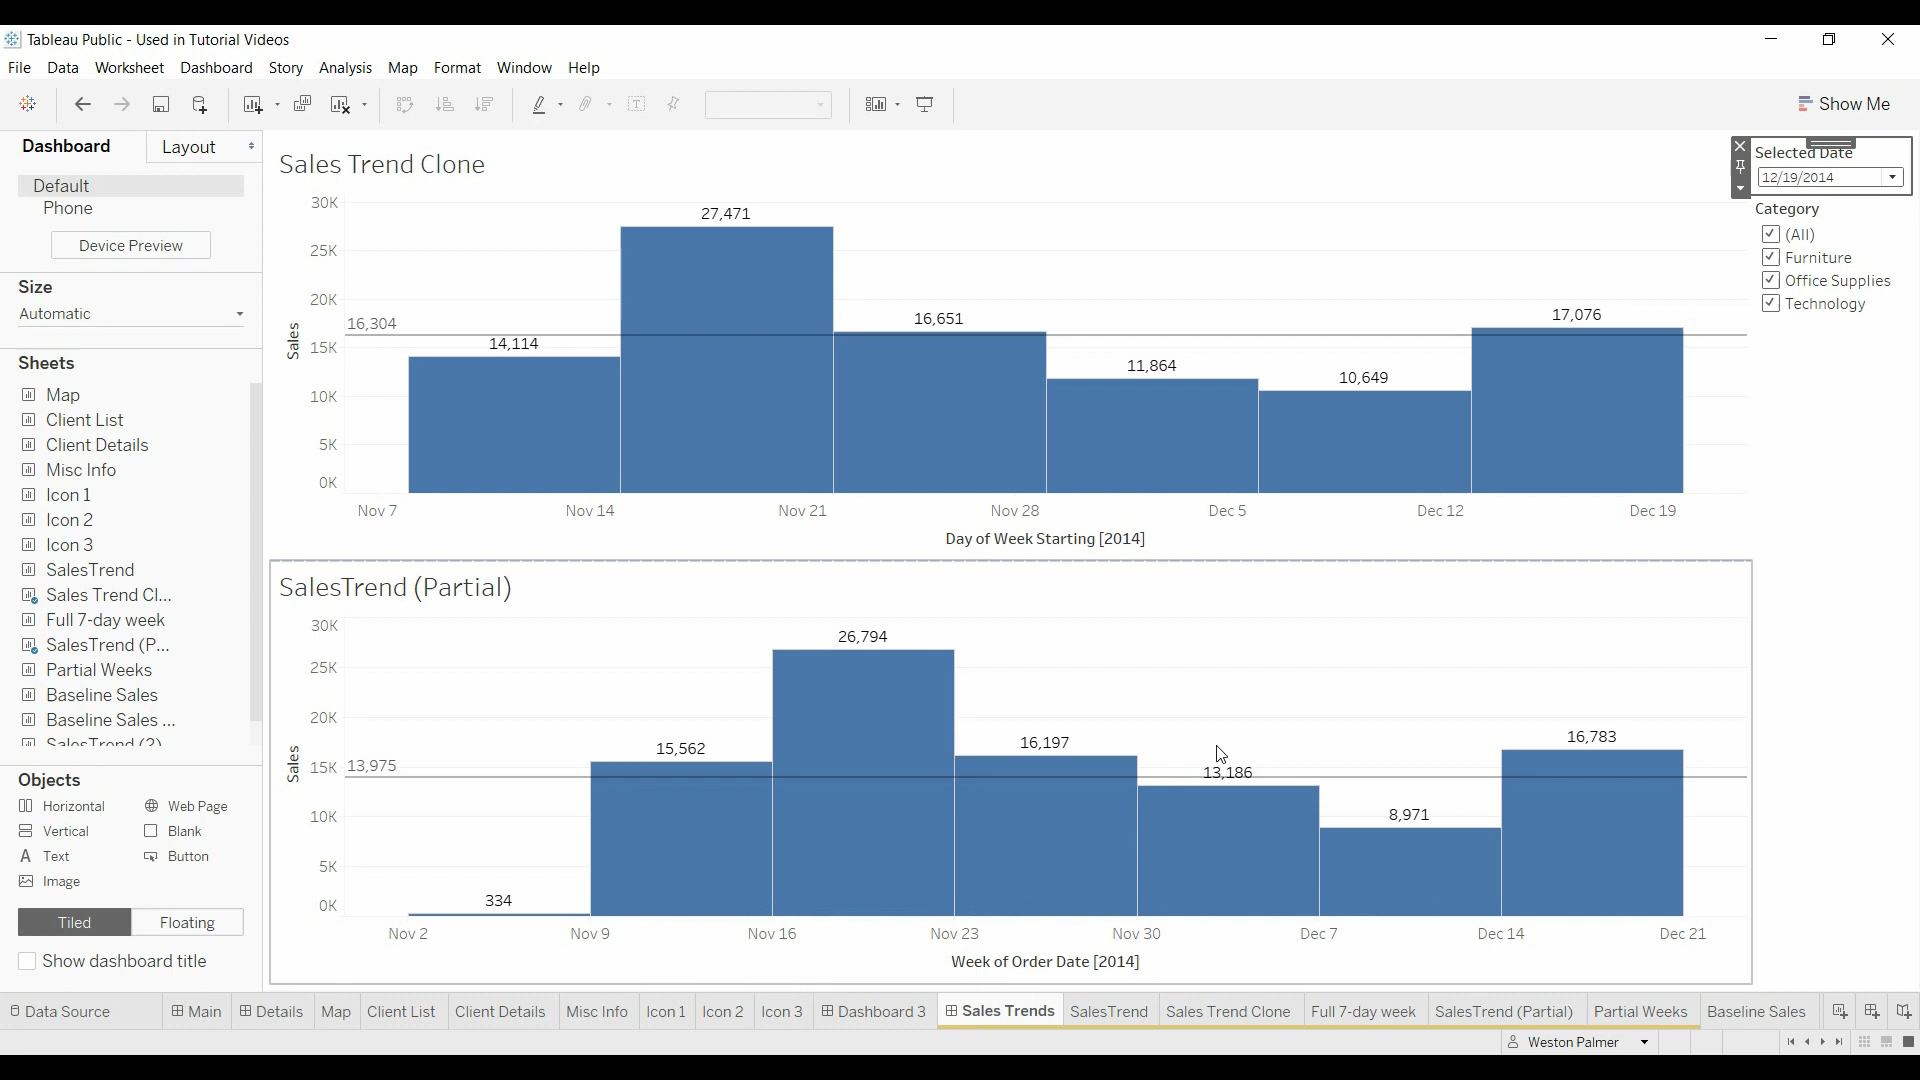 Tableau Public - Used in Tutorial Videos
File Data Worksheet Dashboard Story Analysis Map Format Window Help
Show Me
Dashboard Layout
Default
Phone
Device Preview
Size
Automatic
Sheets
Map
Client List
Client Details
Misc Info
Icon 1
Icon 2
Icon 3
SalesTrend
Sales Trend Cl...
Full 7-day week
SalesTrend (P...
Partial Weeks
Baseline Sales
Baseline Sales ...
SalesTrend (2)
Objects
Horizontal Web Page
Vertical Blank
A Text Button
Image
Tiled Floating
Show dashboard title
Sales Trend Clone
30K
25K
20K
15K
10K
5K
0K
Sales
16,304
14,114
27,471
16,651
11,864
10,649
17,076
Nov 7 Nov 14 Nov 21 Nov 28 Dec 5 Dec 12 Dec 19
Day of Week Starting [2014]
SalesTrend (Partial)
30K
25K
20K
15K
10K
5K
0K
Sales
13,975
334
15,562
26,794
16,197
13,186
8,971
16,783
Nov 2 Nov 9 Nov 16 Nov 23 Nov 30 Dec 7 Dec 14 Dec 21
Week of Order Date [2014]
Selected Date
12/19/2014
Category
(All)
Furniture
Office Supplies
Technology
Data Source Main Details Map Client List Client Details Misc Info Icon 1 Icon 2 Icon 3 Dashboard 3 Sales Trends SalesTrend Sales Trend Clone Full 7-day week SalesTrend (Partial) Partial Weeks Baseline Sales
Weston Palmer